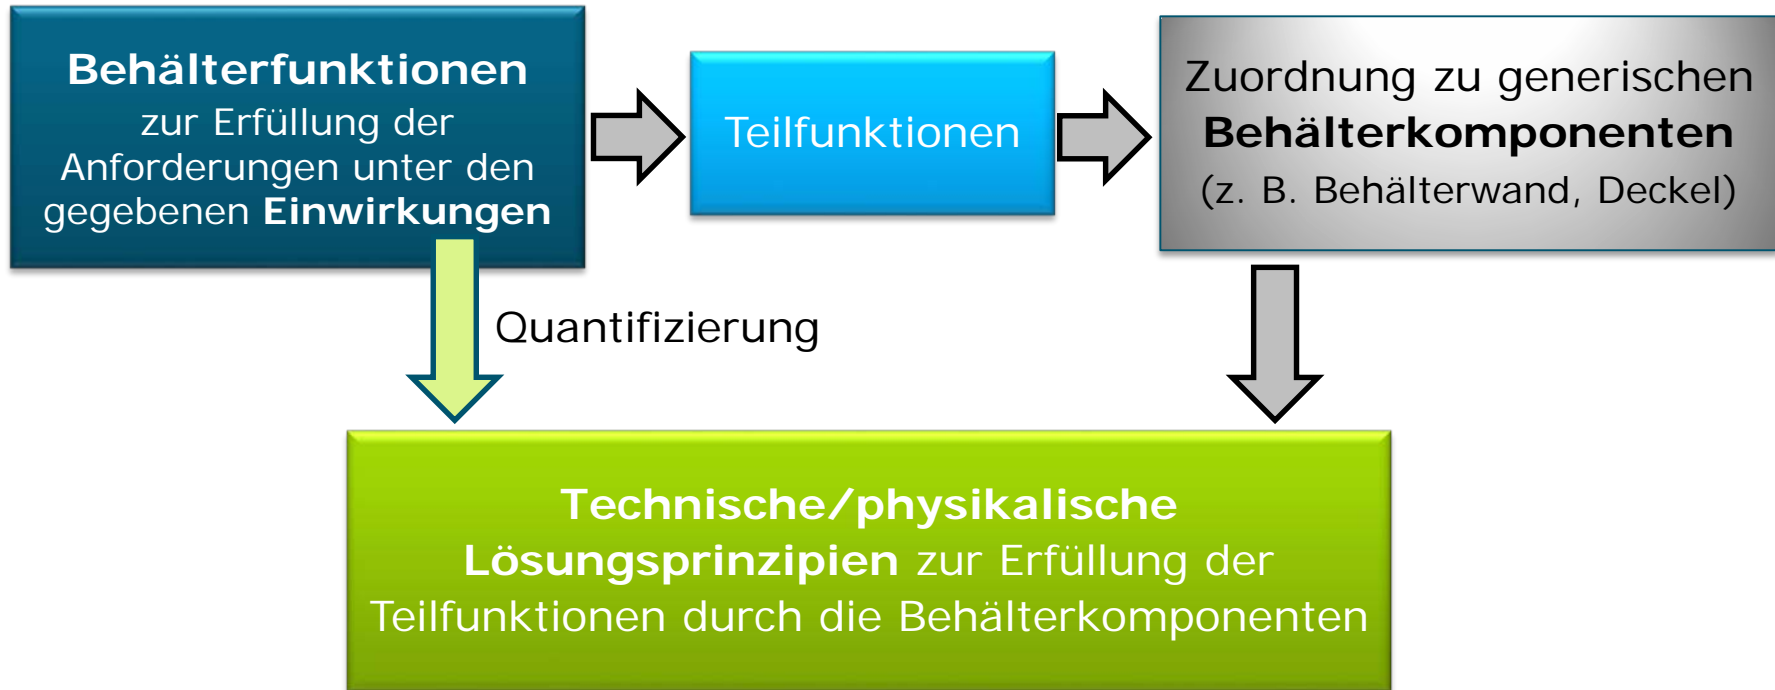 Behälterfunktionen
zur Erfüllung der
Anforderungen unter den
gegebenen Einwirkungen
Teilfunktionen
Zuordnung zu generischen
Behälterkomponenten
(z. B. Behälterwand, Deckel)
Quantifizierung
Technische/physikalische
Lösungsprinzipien zur Erfüllung der
Teilfunktionen durch die Behälterkomponenten